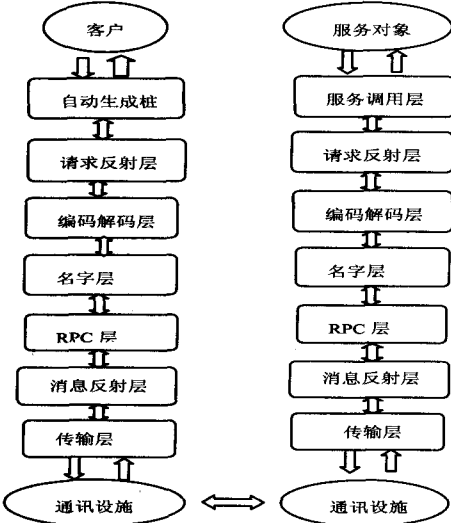 客户
自动生成桩
请求反射层
编码解码层
名字层
RPC 层
消息反射层
传输层
通讯设施
服务对象
服务调用层
请求反射层
编码解码层
名字层
RPC 层
消息反射层
传输层
通讯设施